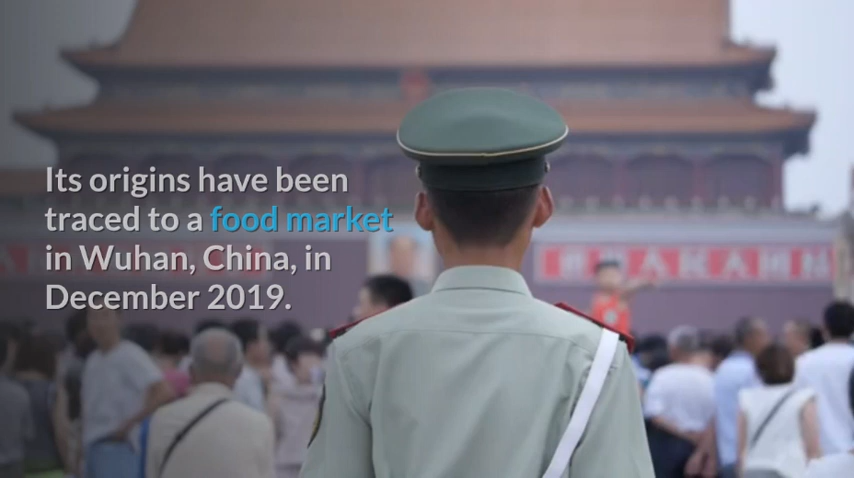 Its origins have been
traced to a food market
in Wuhan, China, in
December 2019.